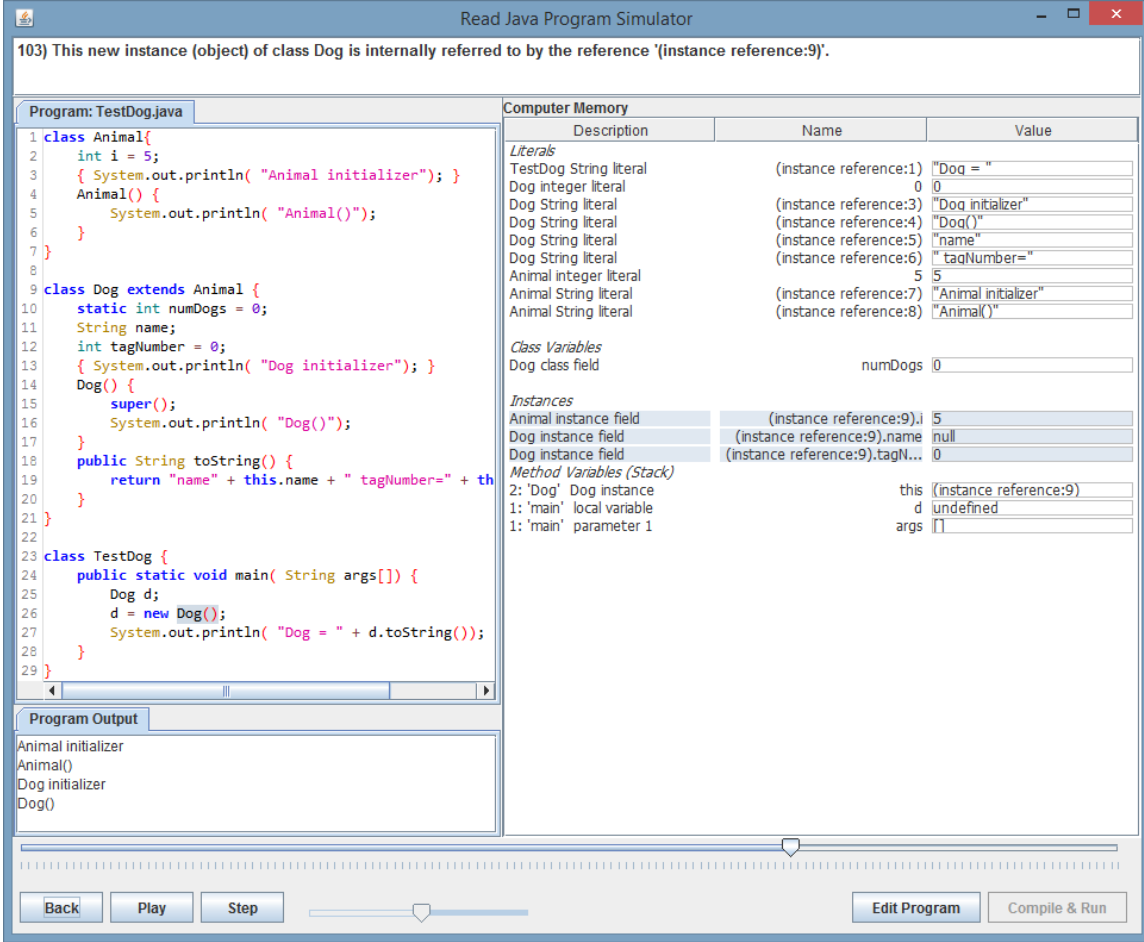 Read Java Program Simulator
103) This new instance (object) of class Dog is internally referred to by the reference '(instance reference:9)'.
Program: TestDog.java
1 class Animal{
2     int i = 5;
3     { System.out.println( "Animal initializer"); }
4     Animal() {
5         System.out.println( "Animal()");
6     }
7 }
8
9 class Dog extends Animal {
10     static int numDogs = 0;
11     String name;
12     int tagNumber = 0;
13     { System.out.println( "Dog initializer"); }
14     Dog() {
15         super();
16         System.out.println( "Dog()");
17     }
18     public String toString() {
19         return "name" + this.name + " tagNumber=" + th
20     }
21 }
22
23 class TestDog {
24     public static void main( String args[]) {
25         Dog d;
26         d = new Dog();
27         System.out.println( "Dog = " + d.toString());
28     }
29 }
Program Output
Animal initializer
Animal()
Dog initializer
Dog()
Computer Memory
Description Name Value
Literals
TestDog String literal (instance reference:1) "Dog = "
Dog integer literal 0 0
Dog String literal (instance reference:3) "Dog initializer"
Dog String literal (instance reference:4) "Dog()"
Dog String literal (instance reference:5) "name"
Dog String literal (instance reference:6) " tagNumber="
Animal integer literal 5 5
Animal String literal (instance reference:7) "Animal initializer"
Animal String literal (instance reference:8) "Animal()"
Class Variables
Dog class field numDogs 0
Instances
Animal instance field (instance reference:9).i 5
Dog instance field (instance reference:9).name null
Dog instance field (instance reference:9).tagN... 0
Method Variables (Stack)
2: 'Dog' Dog instance this (instance reference:9)
1: 'main' local variable d undefined
1: 'main' parameter 1 args []
Back Play Step Edit Program Compile & Run